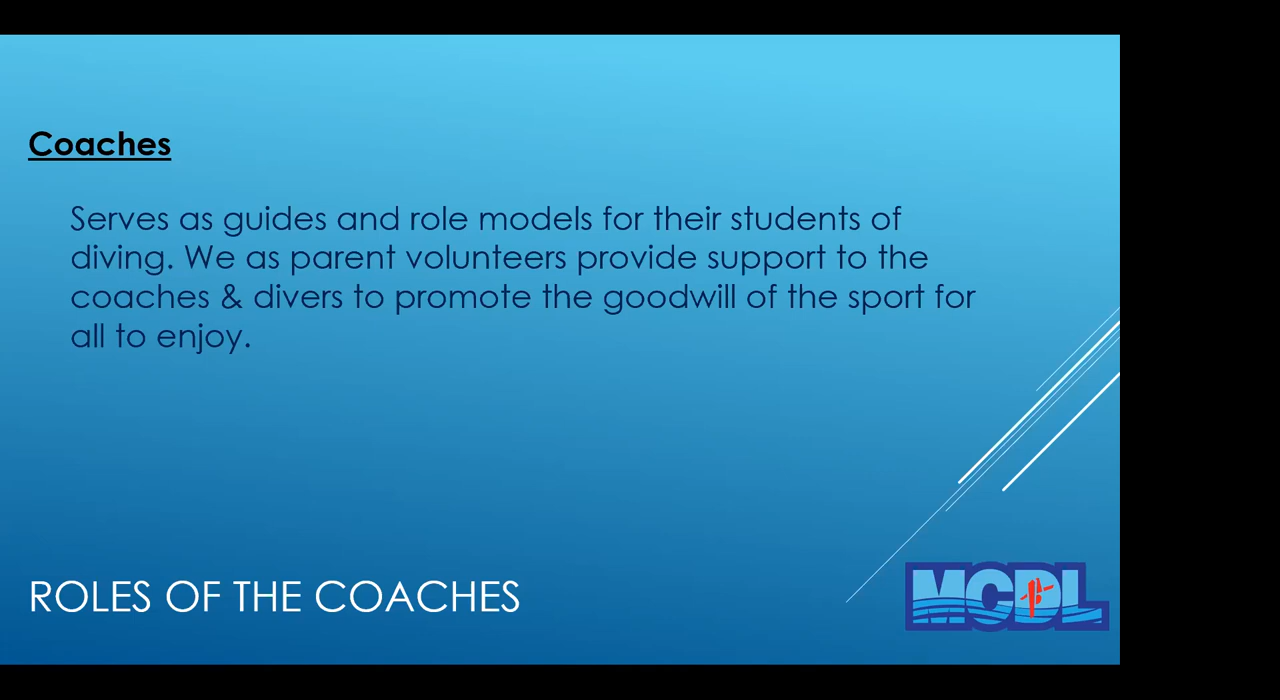 Coaches
Serves as guides and role models for their students of
diving. We as parent volunteers provide support to the
coaches & divers to promote the goodwill of the sport for
all to enjoy.
ROLES OF THE COACHES
MCDL